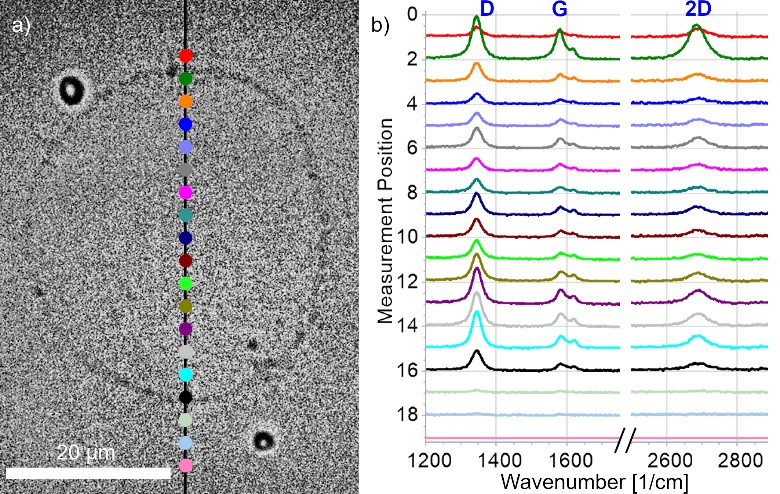 a)
20 µm
b)
D G 2D
0
2
4
6
8
10
12
14
16
18
Measurement Position
1200 1400 1600 2600 2800
Wavenumber [1/cm]